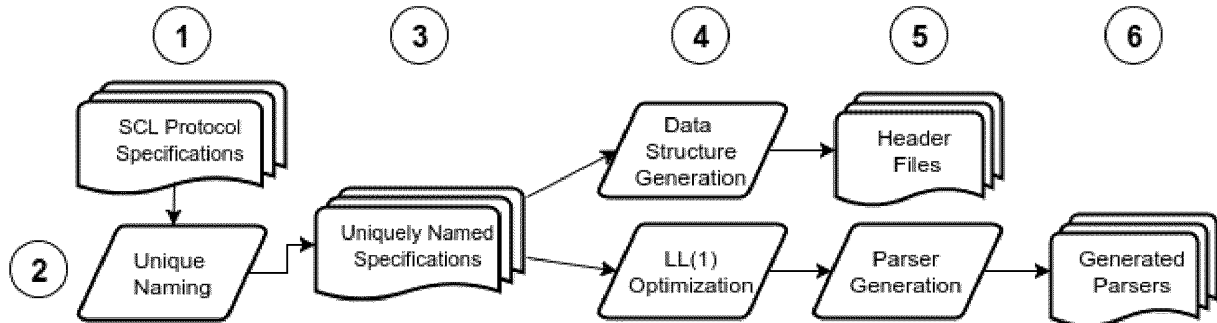 1
3
4
5
6
SCL Protocol
Specifications
2
Unique
Naming
Uniquely Named
Specifications
Data
Structure
Generation
Header
Files
LL(1)
Optimization
Parser
Generation
Generated
Parsers